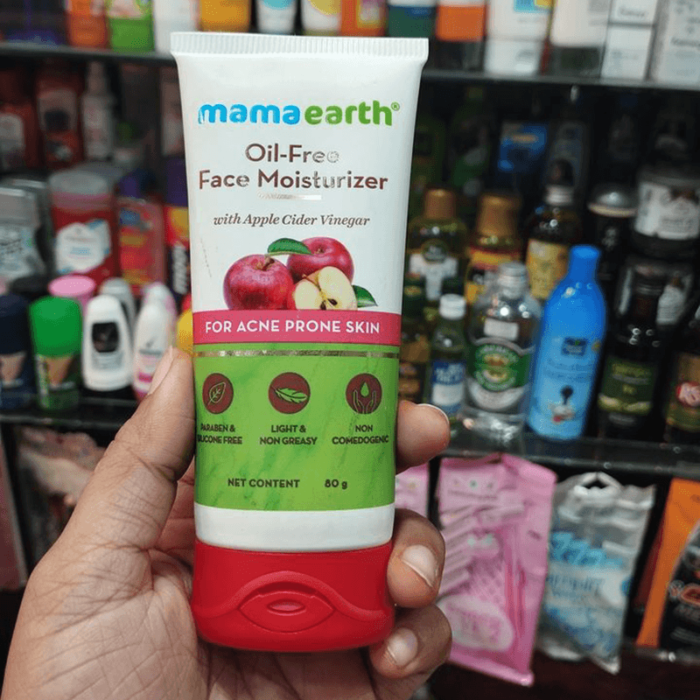 mamaearth®
Oil-Free
Face Moisturizer
with Apple Cider Vinegar
FOR ACNE PRONE SKIN
PARABEN &
SILICONE FREE
LIGHT &
NON GREASY
NON
COMEDOGENIC
NET CONTENT 80 g